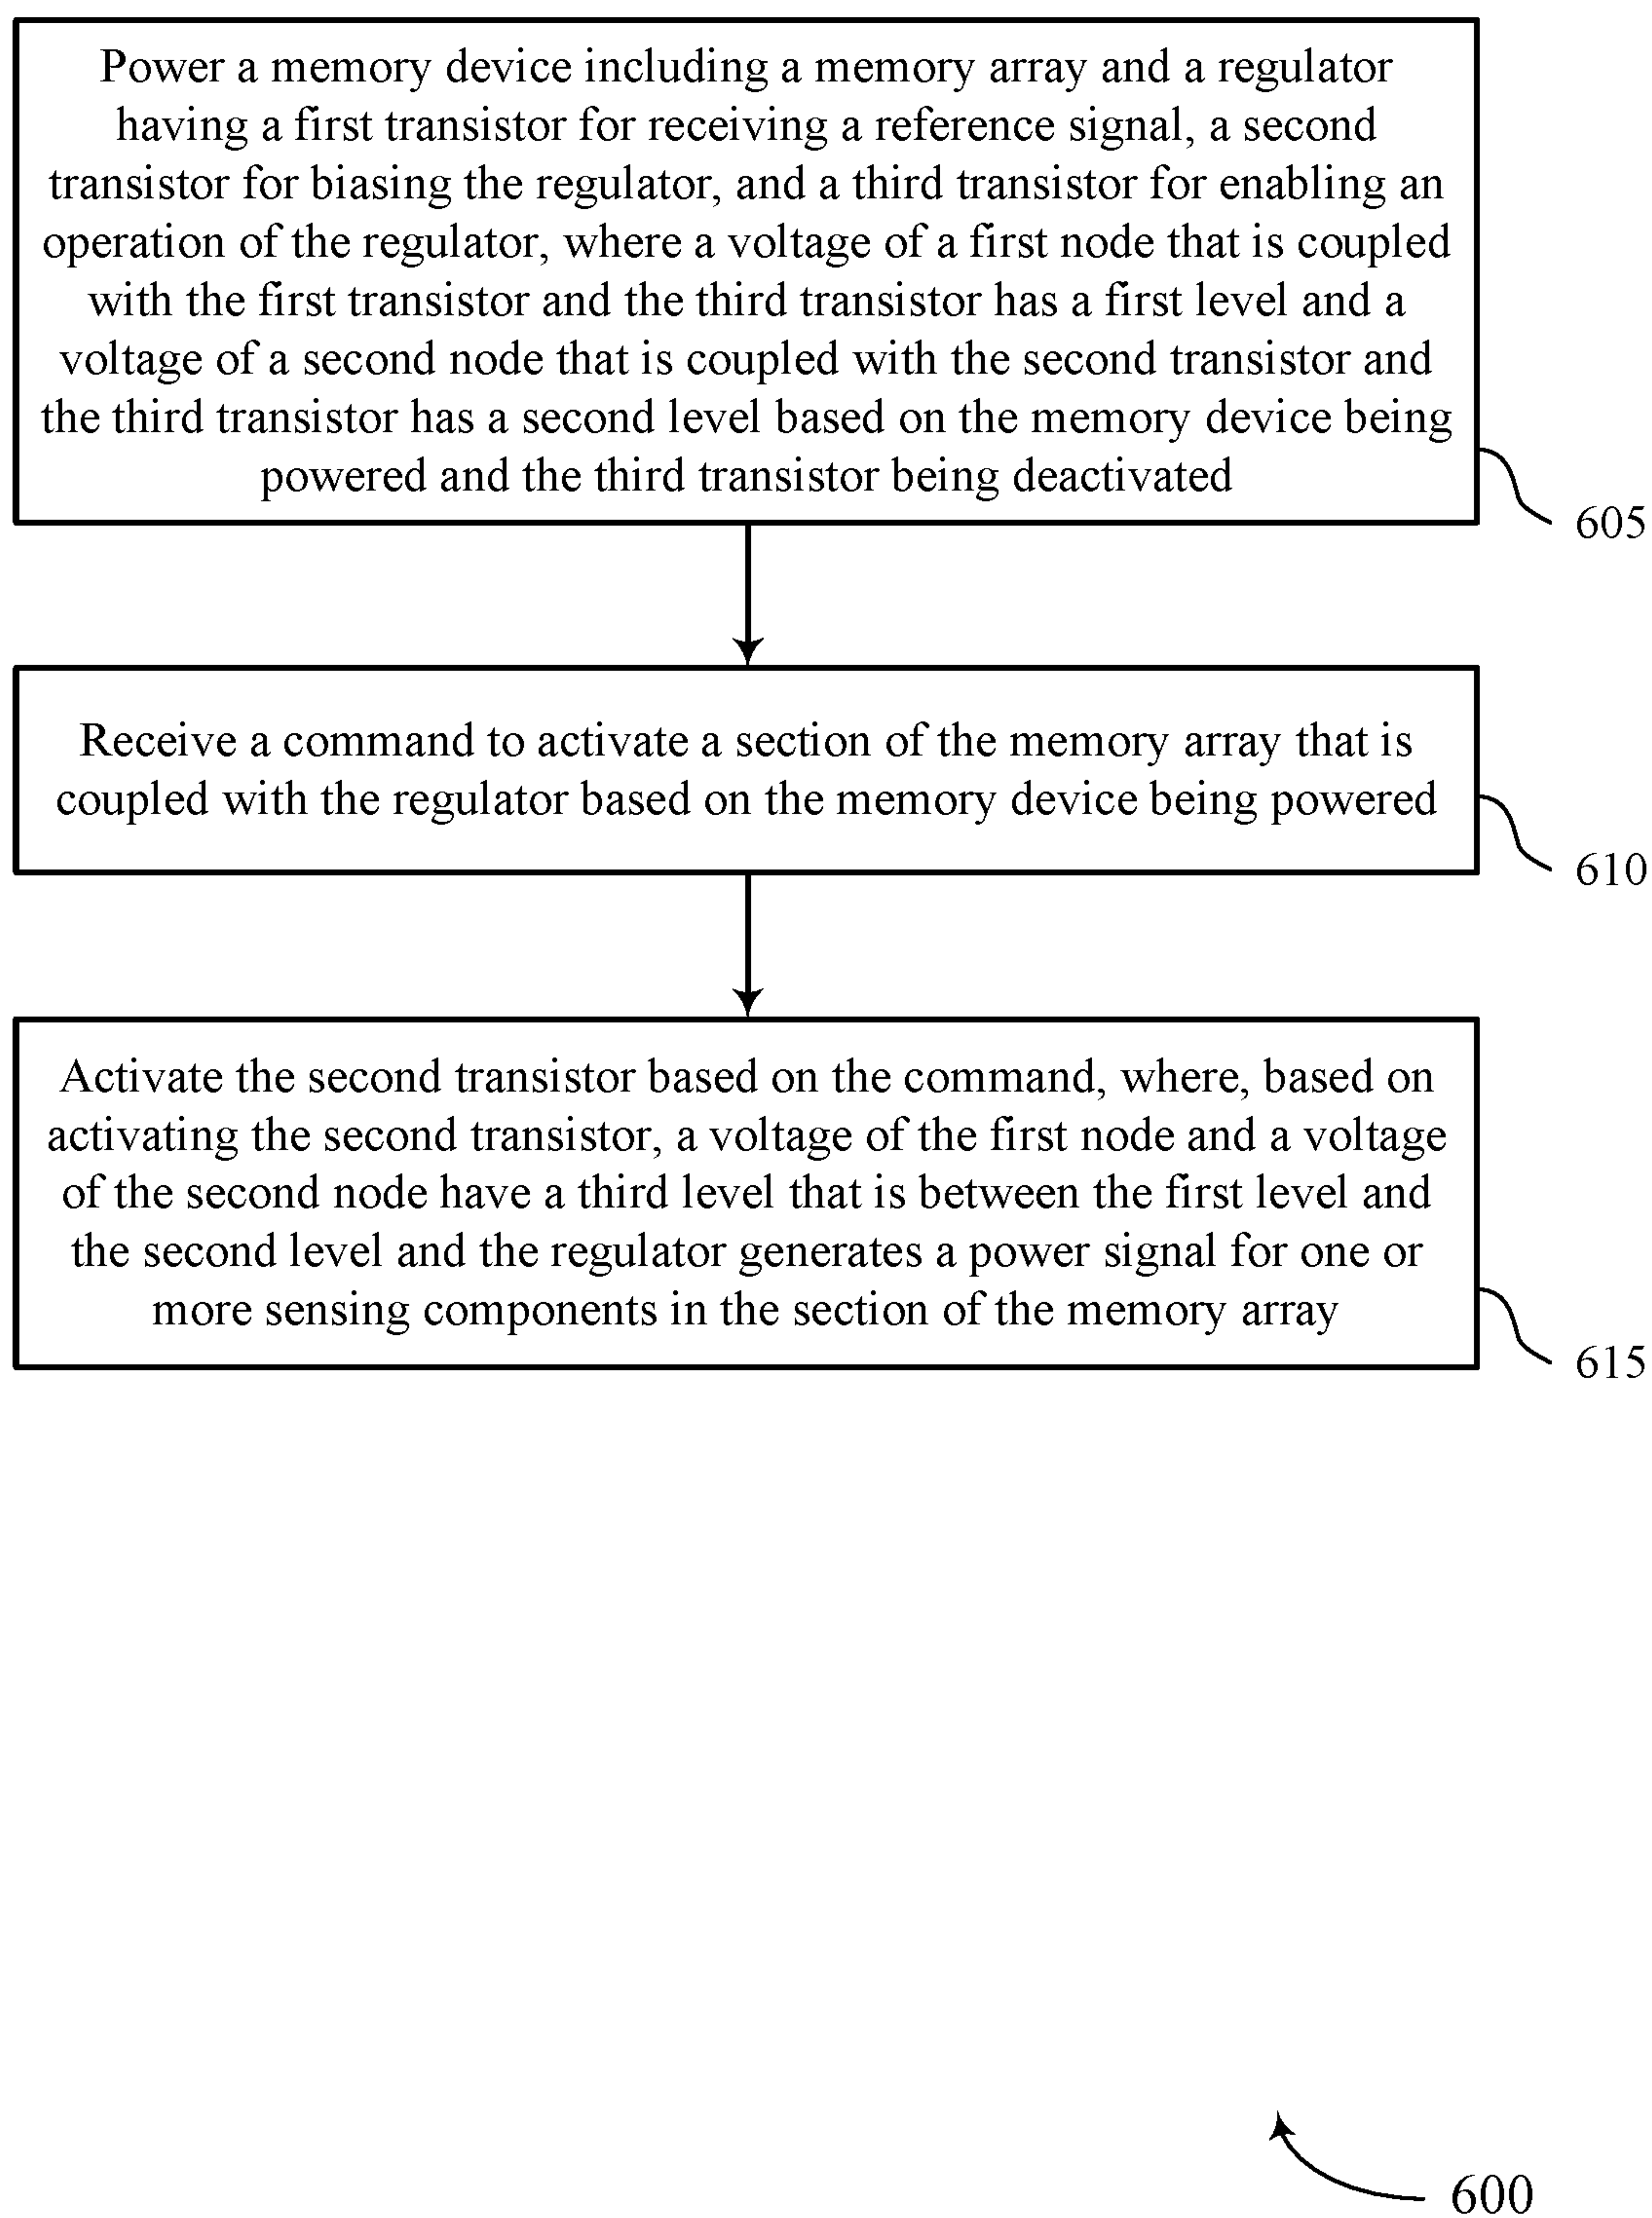 Power a memory device including a memory array and a regulator
having a first transistor for receiving a reference signal, a second
transistor for biasing the regulator, and a third transistor for enabling an
operation of the regulator, where a voltage of a first node that is coupled
with the first transistor and the third transistor has a first level and a
voltage of a second node that is coupled with the second transistor and
the third transistor has a second level based on the memory device being
powered and the third transistor being deactivated
605
Receive a command to activate a section of the memory array that is
coupled with the regulator based on the memory device being powered
610
Activate the second transistor based on the command, where, based on
activating the second transistor, a voltage of the first node and a voltage
of the second node have a third level that is between the first level and
the second level and the regulator generates a power signal for one or
more sensing components in the section of the memory array
615
600